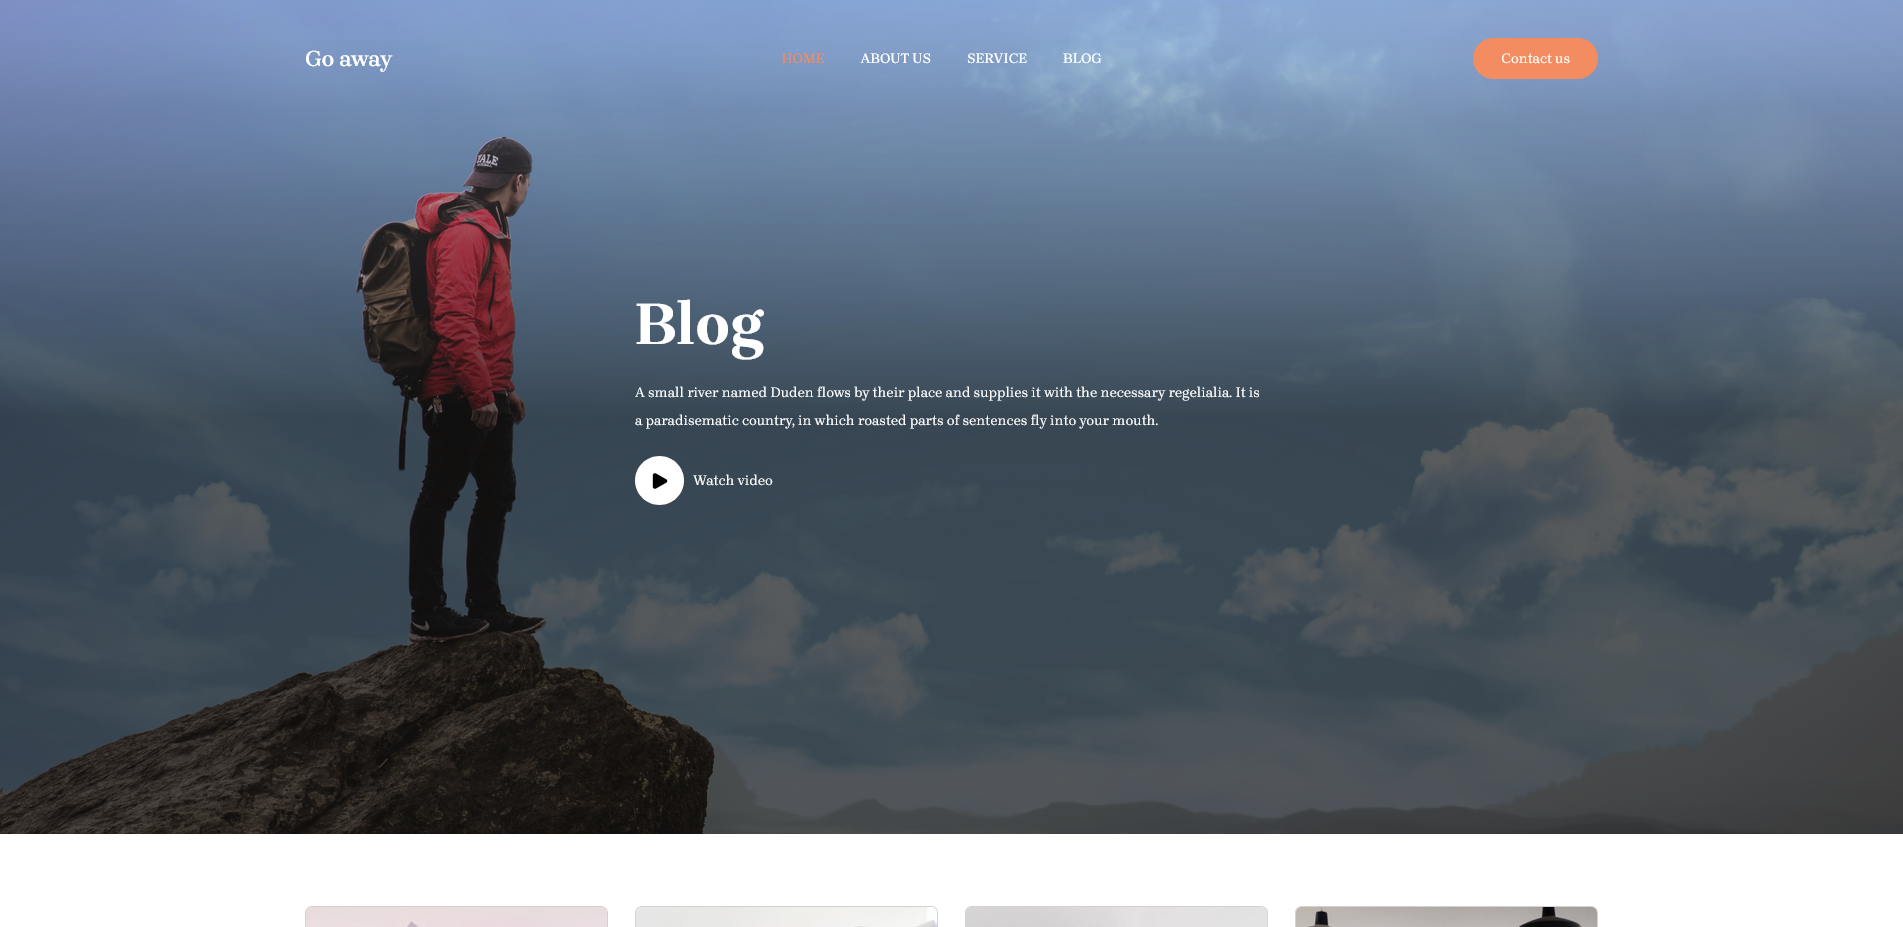 Go away
HOME ABOUT US SERVICE BLOG
Contact us
Blog
A small river named Duden flows by their place and supplies it with the necessary regelialia. It is
a paradisematic country, in which roasted parts of sentences fly into your mouth.
Watch video